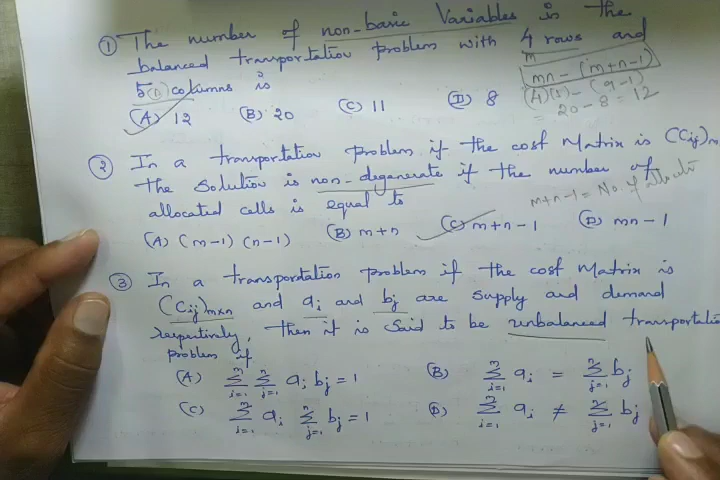 ① The number of non-basic Variables in the
balanced transportation problem with 4 rows and
m
5 (n) columns is
mn - (m+n-1)
(4)(5) - (9-1)
= 20 - 8 = 12
(A) 12 (B) 20 (C) 11 (D) 8
② In a transportation problem if the cost Matrix is (Cij)m
the solution is non-degenerate if the number of
allocated cells is equal to
m+n-1 = No. of
(A) (m-1) (n-1) (B) m+n (C) m+n-1 (D) mn-1
③ In a transportation problem if the cost Matrix is
(Cij)m×n and ai and bj are supply and demand
respectively, then it is said to be unbalanced transportatio
problem if
(A) Σ Σ ai bj = 1 (B) Σ ai = Σ bj
(C) Σ ai Σ bj = 1 (D) Σ ai ≠ Σ bj